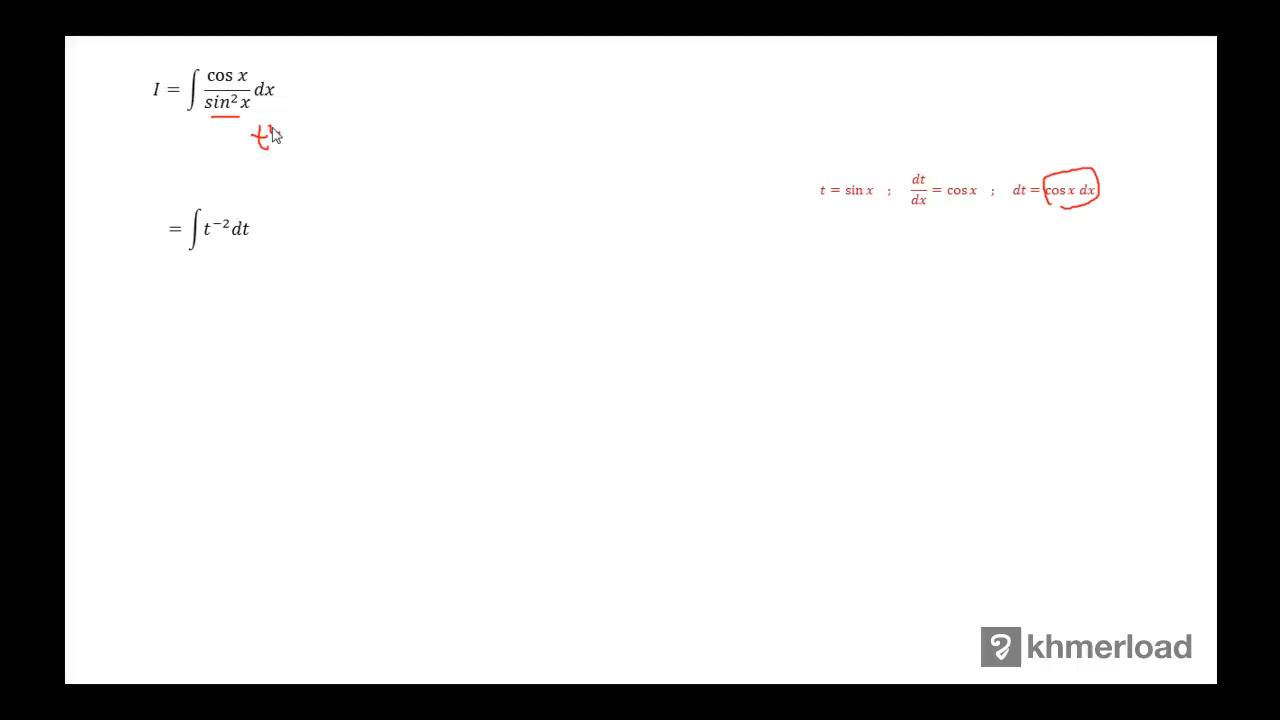 I = ∫ cos x / sin² x dx
t
t = sin x ; dt/dx = cos x ; dt = cos x dx
= ∫ t⁻² dt
khmerload